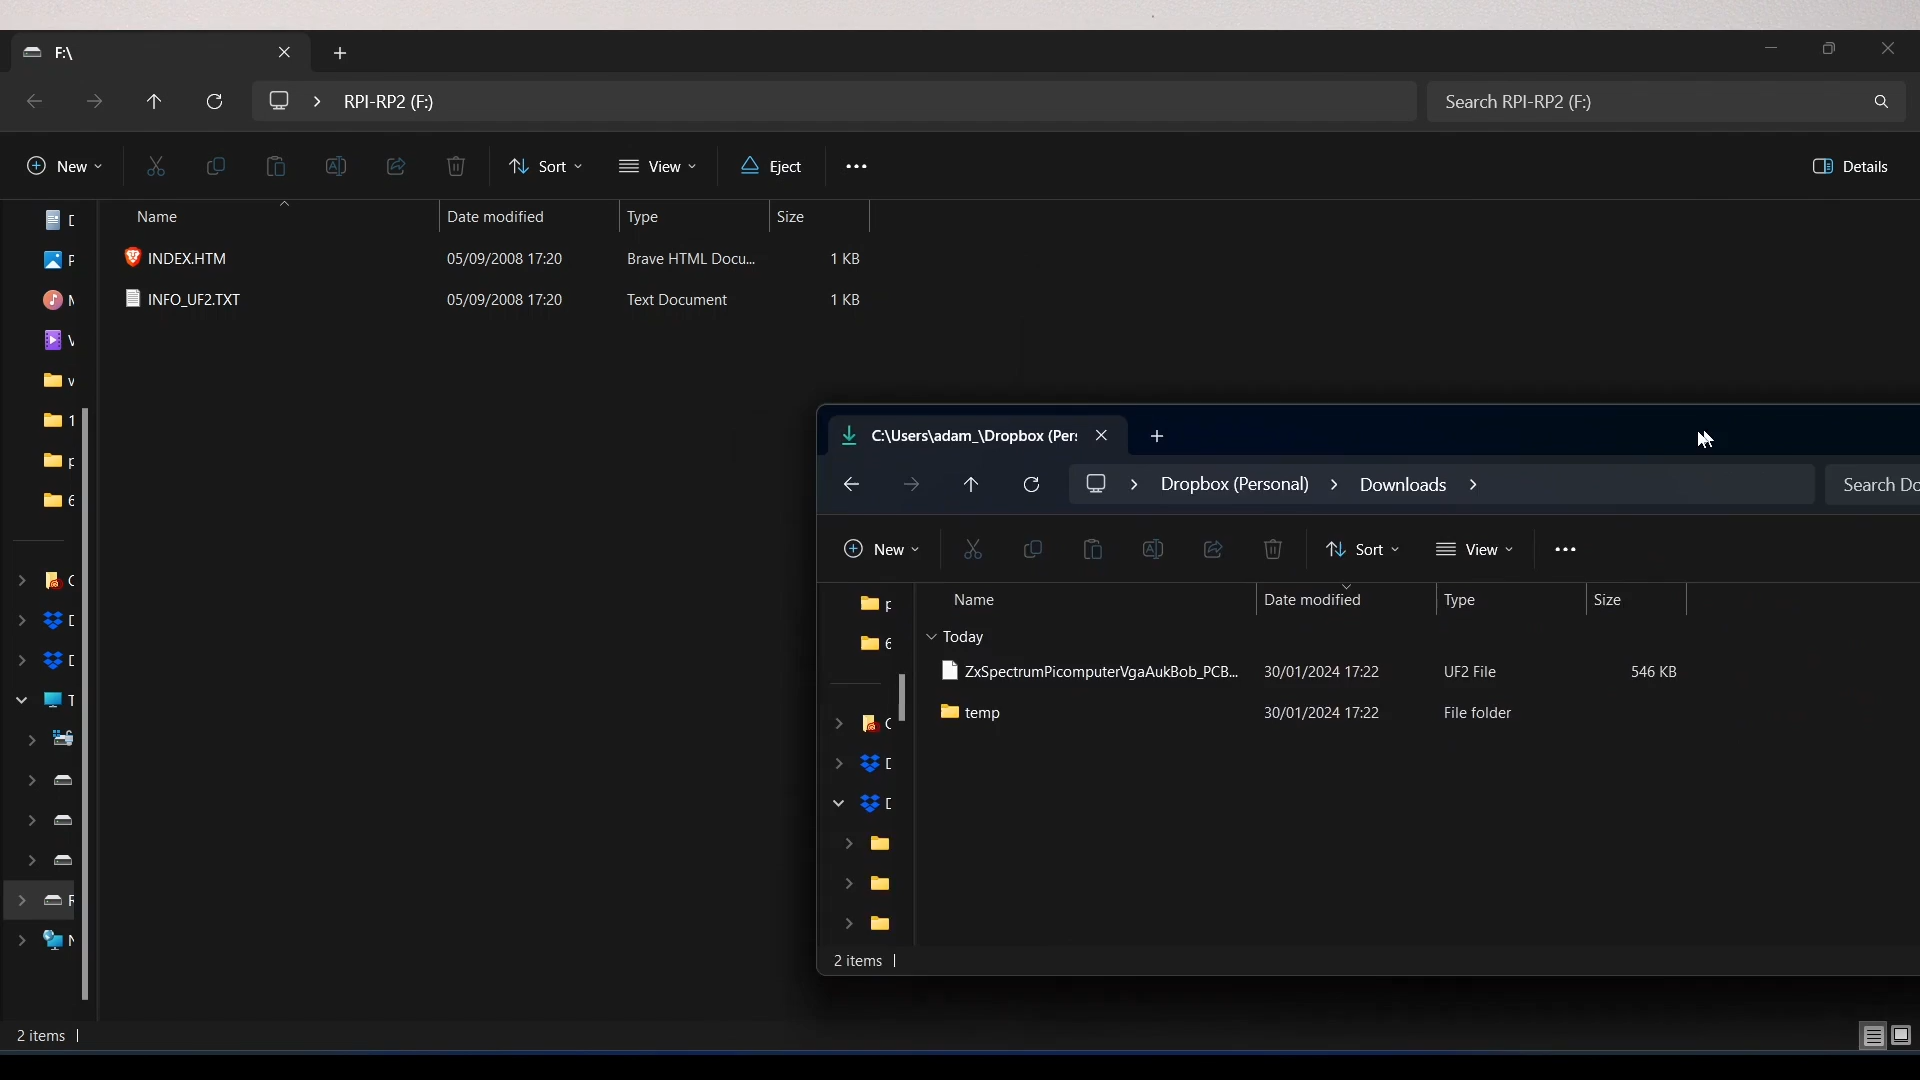 F:\
RPI-RP2 (F:)
Search RPI-RP2 (F:)
New
Sort
View
Eject
Details
Name
Date modified
Type
Size
INDEX.HTM
05/09/2008 17:20
Brave HTML Docu...
1 KB
INFO_UF2.TXT
05/09/2008 17:20
Text Document
1 KB
C:\Users\adam_\Dropbox (Per
Dropbox (Personal)
Downloads
Search Do
New
Sort
View
Name
Date modified
Type
Size
Today
ZxSpectrumPicomputerVgaAukBob_PCB...
30/01/2024 17:22
UF2 File
546 KB
temp
30/01/2024 17:22
File folder
2 items
2 items